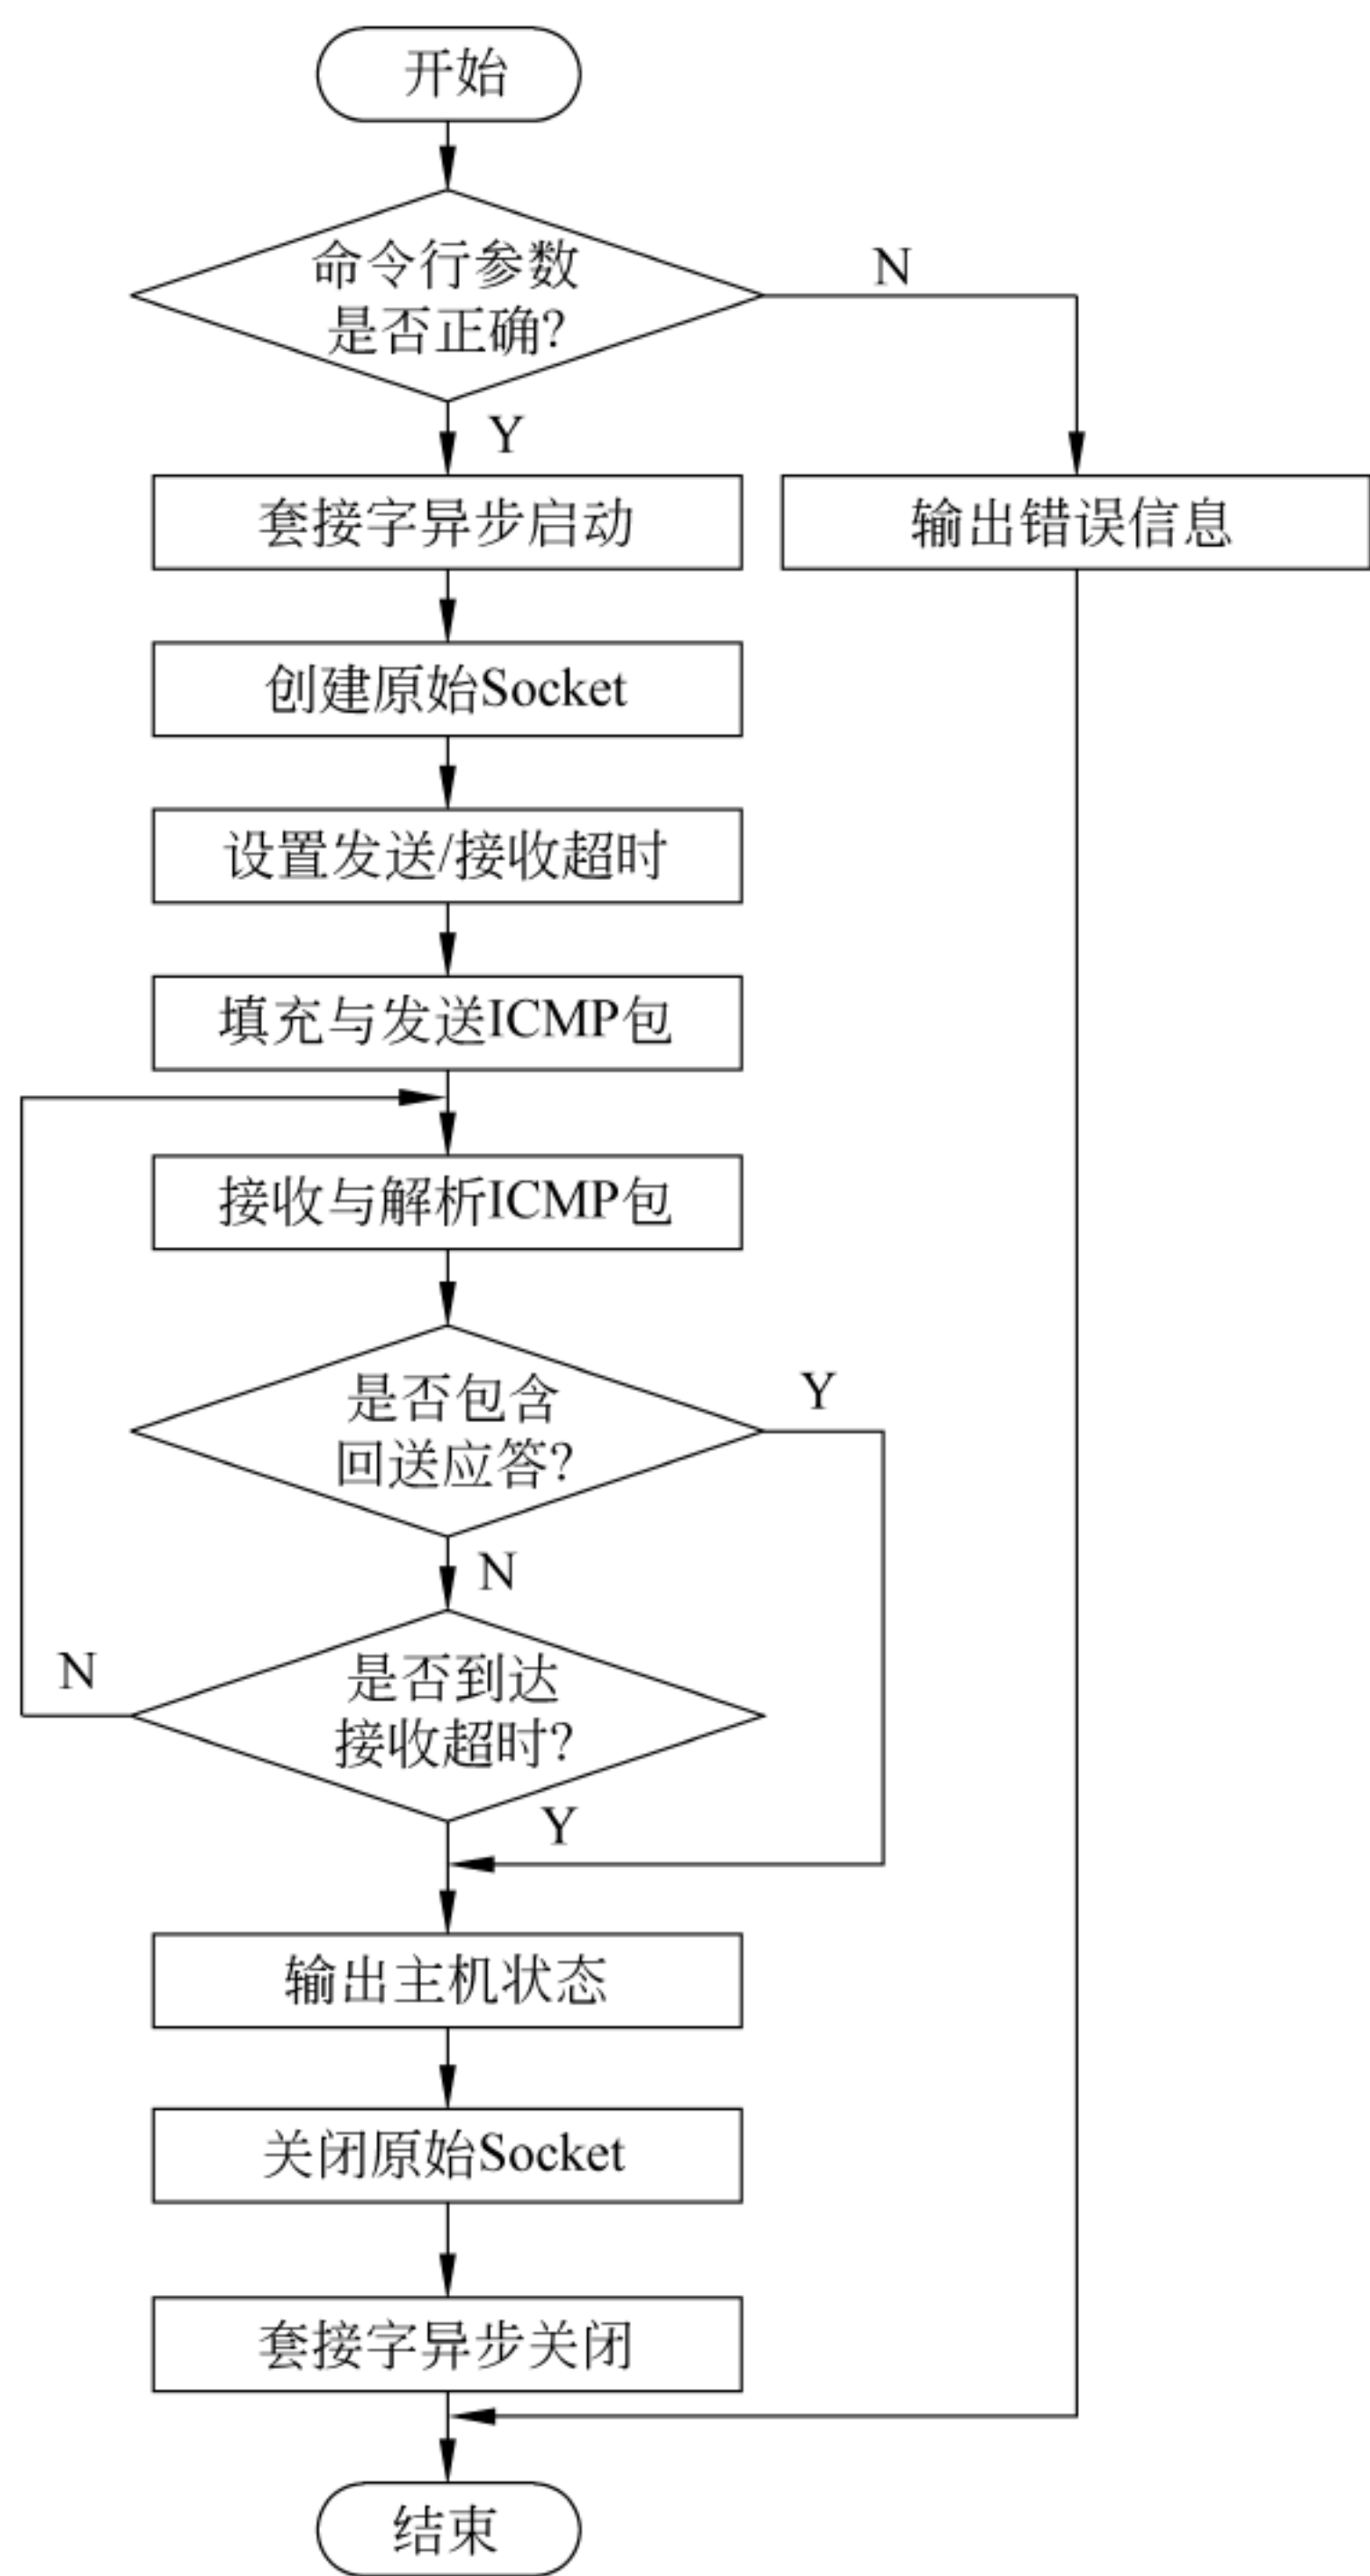 开始
命令行参数
是否正确?
N
Y
套接字异步启动
输出错误信息
创建原始Socket
设置发送/接收超时
填充与发送ICMP包
接收与解析ICMP包
是否包含
回送应答?
Y
N
是否到达
接收超时?
N
Y
输出主机状态
关闭原始Socket
套接字异步关闭
结束